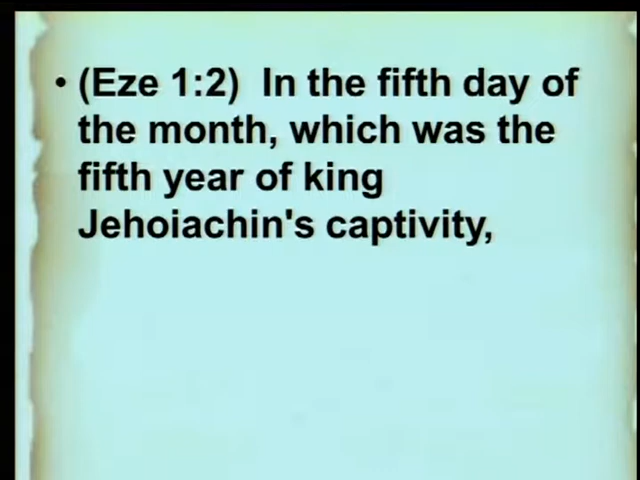 • (Eze 1:2) In the fifth day of
the month, which was the
fifth year of king
Jehoiachin's captivity,